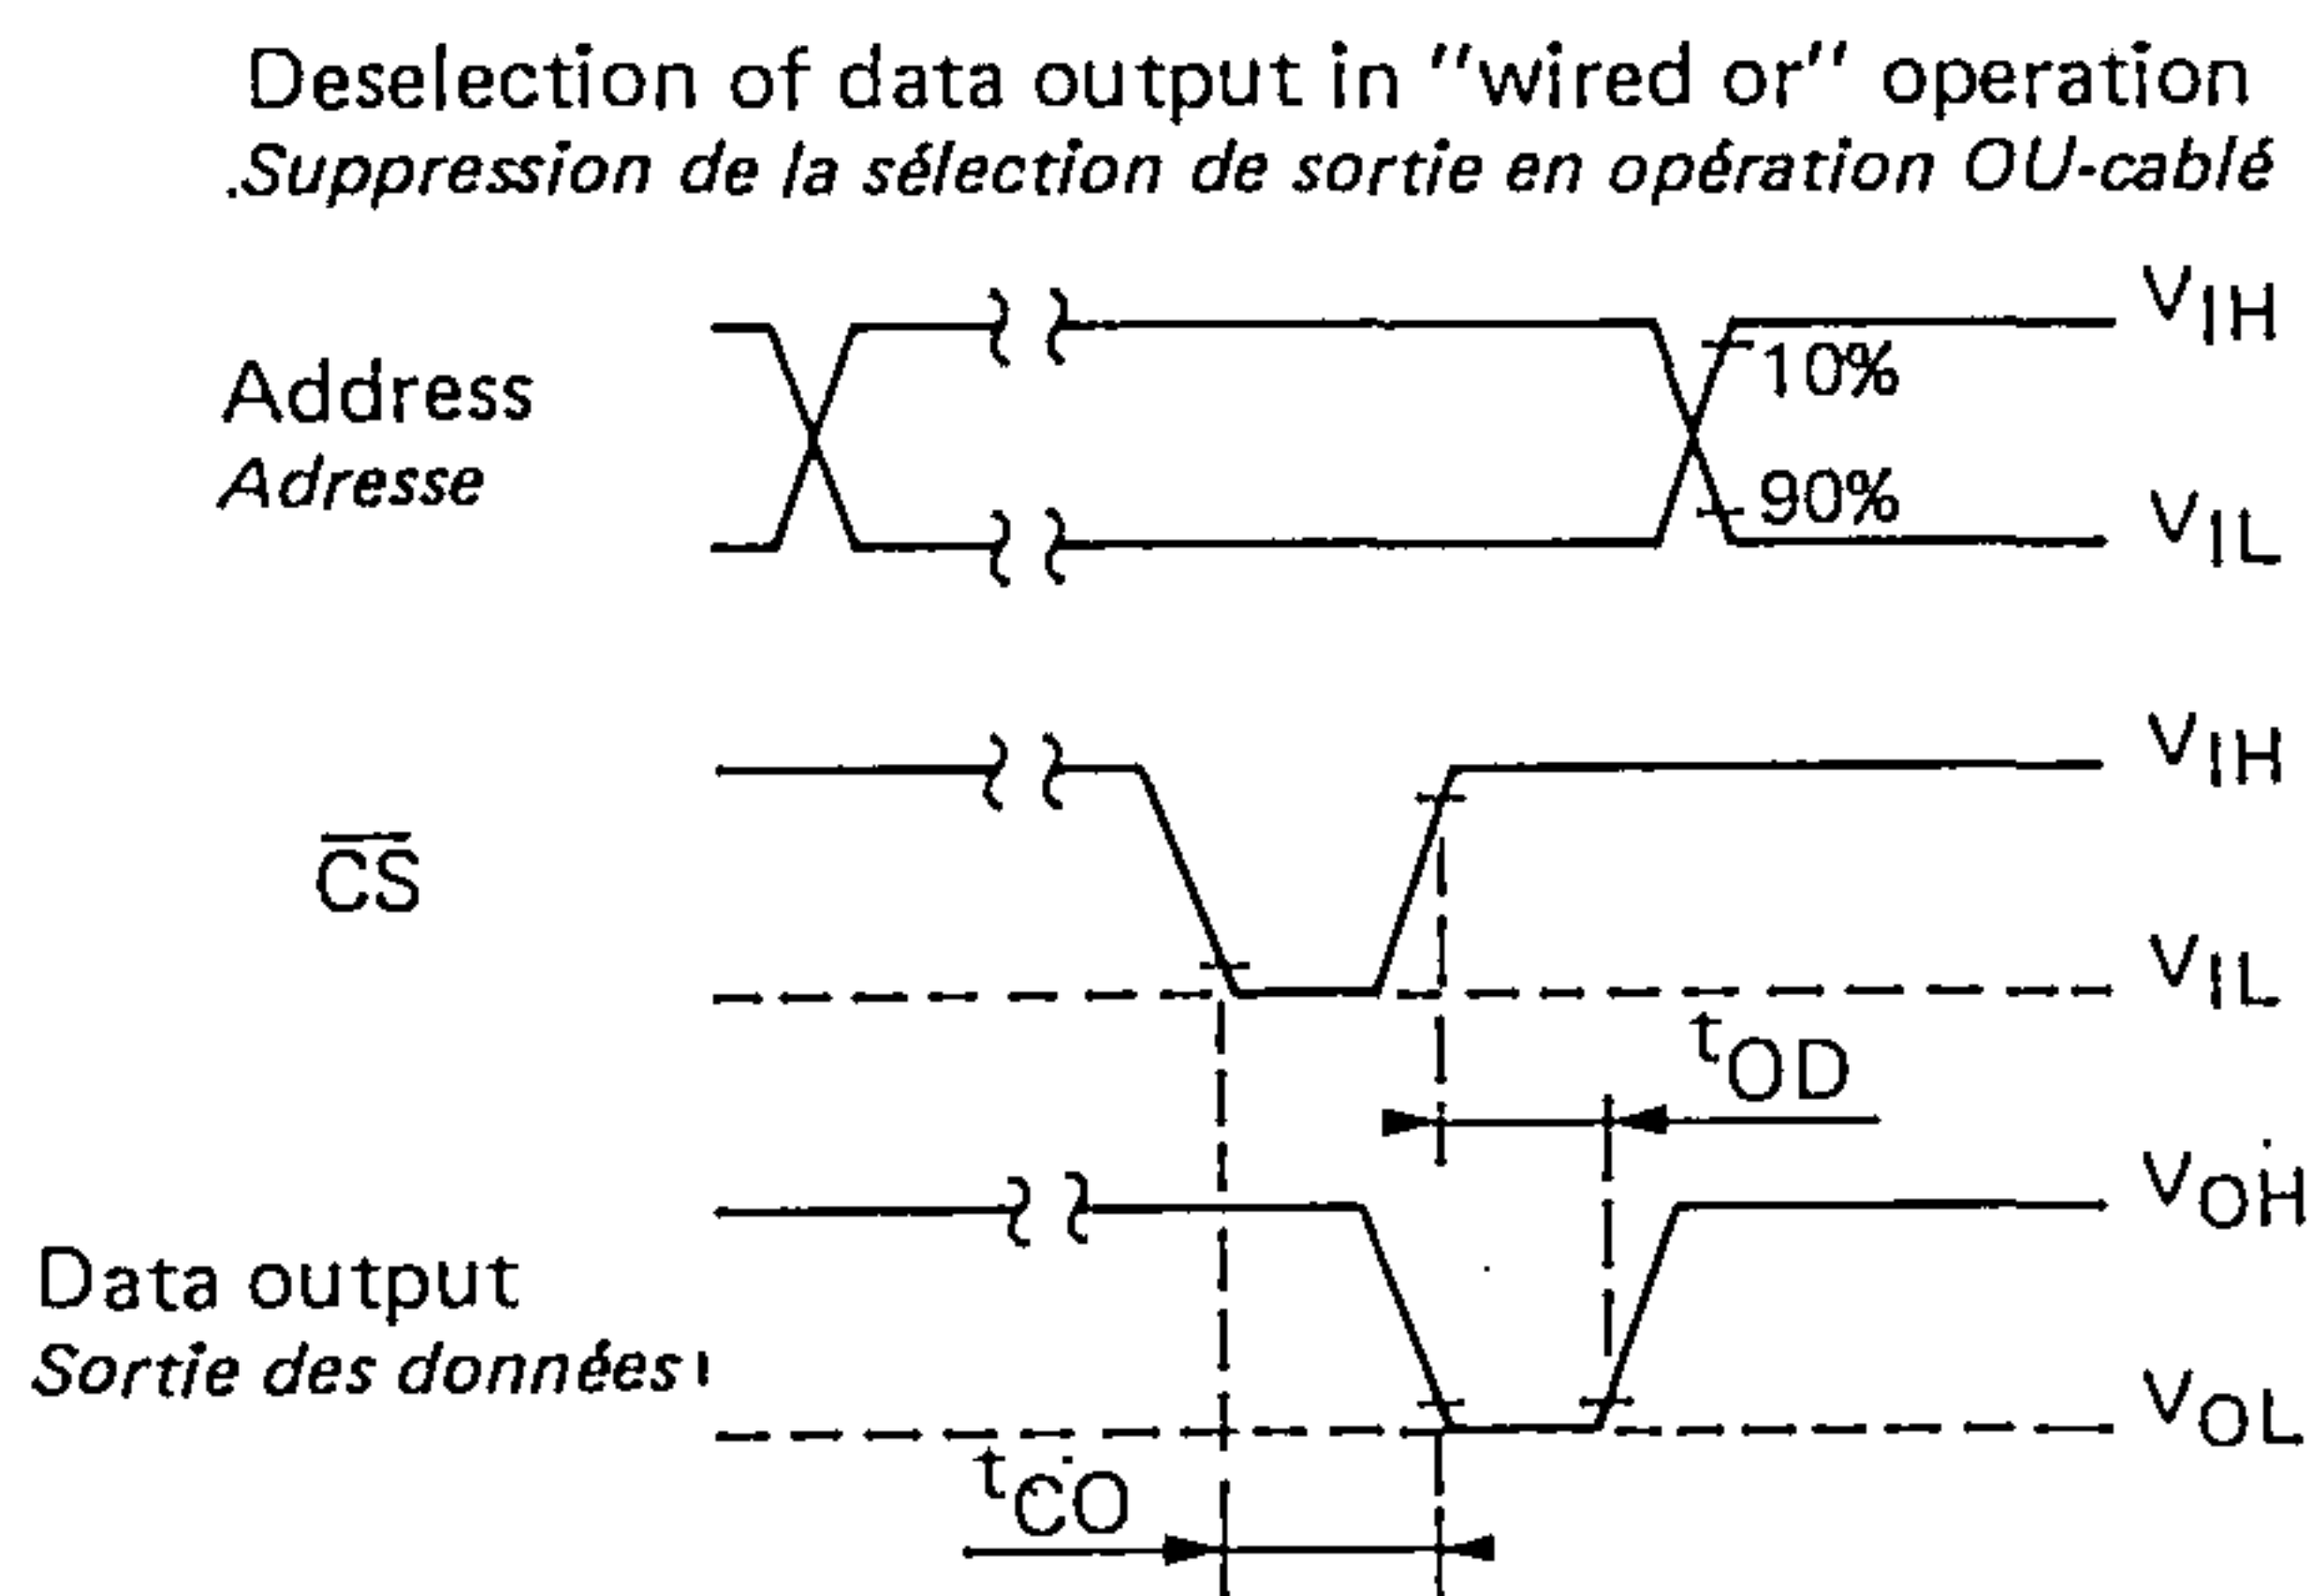 Deselection of data output in "wired or" operation
Suppression de la sélection de sortie en opération OU-cablé
VIH
10%
Address
Adresse
90%
VIL
VIH
CS
VIL
tOD
VOH
Data output
Sortie des données
VOL
tCO